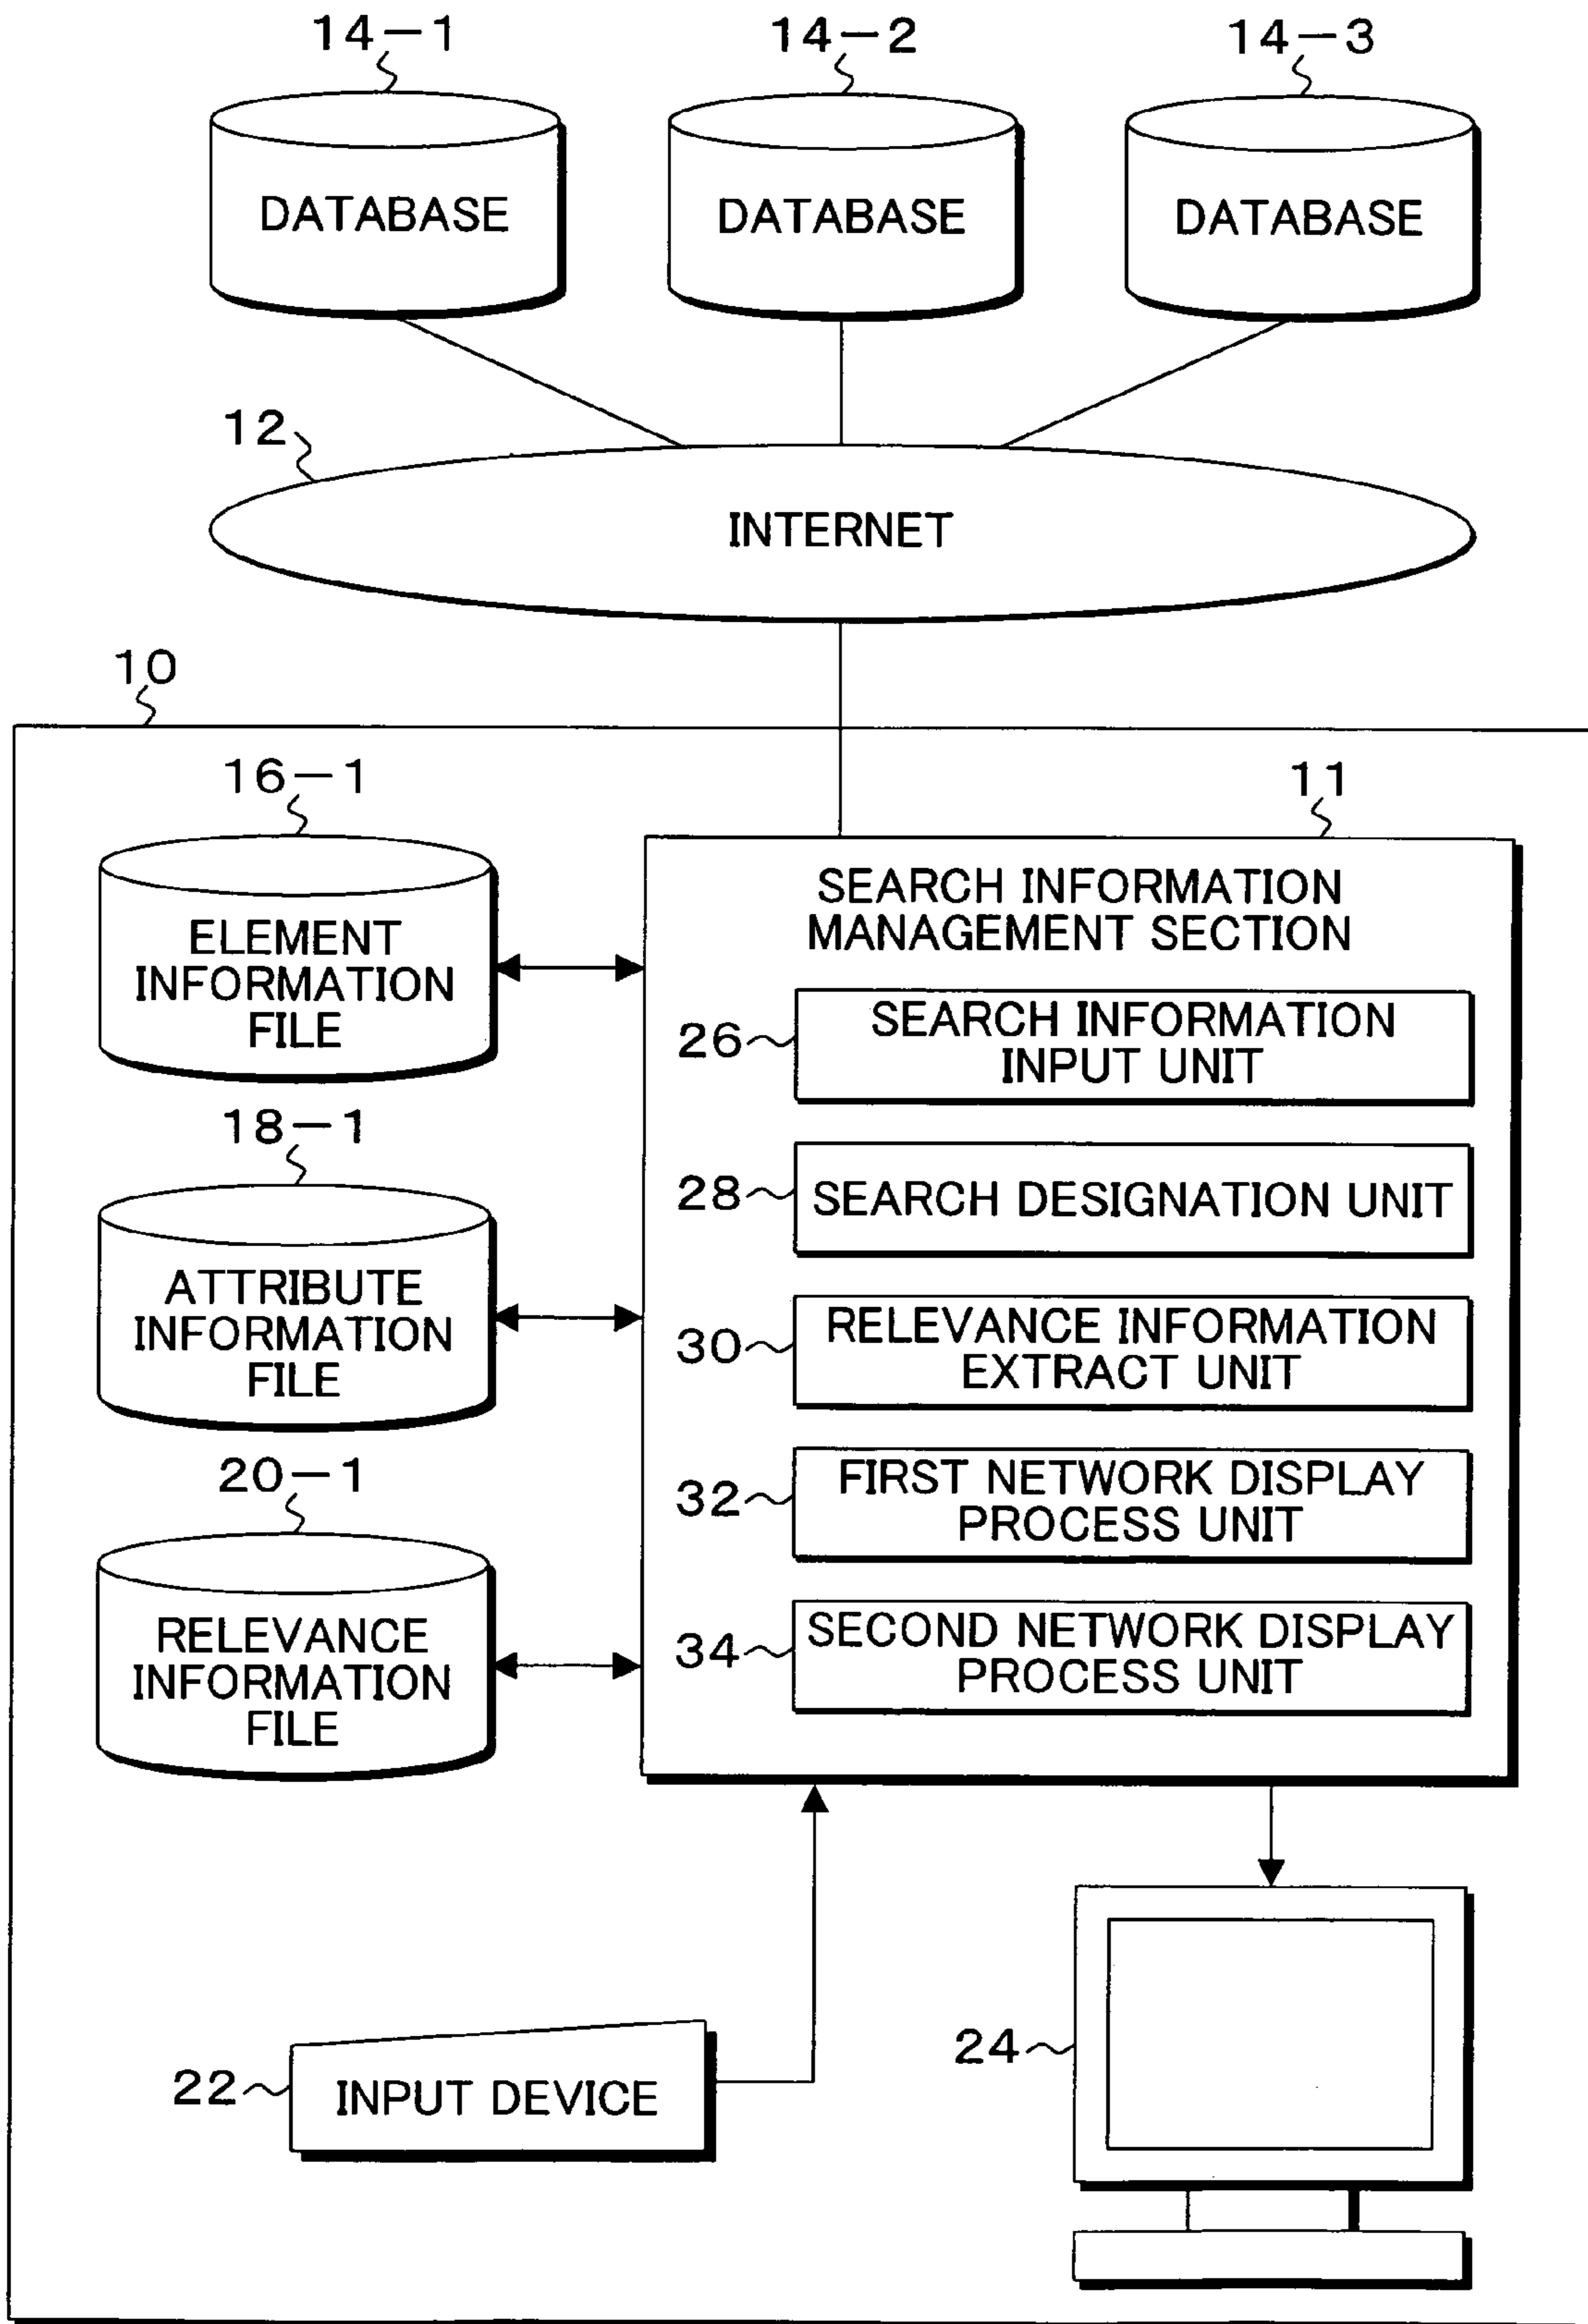 14-1
14-2
14-3
DATABASE
DATABASE
DATABASE
12
INTERNET
10
16-1
11
ELEMENT
INFORMATION
FILE
SEARCH INFORMATION
MANAGEMENT SECTION
26
SEARCH INFORMATION
INPUT UNIT
18-1
28
SEARCH DESIGNATION UNIT
ATTRIBUTE
INFORMATION
FILE
30
RELEVANCE INFORMATION
EXTRACT UNIT
20-1
32
FIRST NETWORK DISPLAY
PROCESS UNIT
RELEVANCE
INFORMATION
FILE
34
SECOND NETWORK DISPLAY
PROCESS UNIT
22
INPUT DEVICE
24